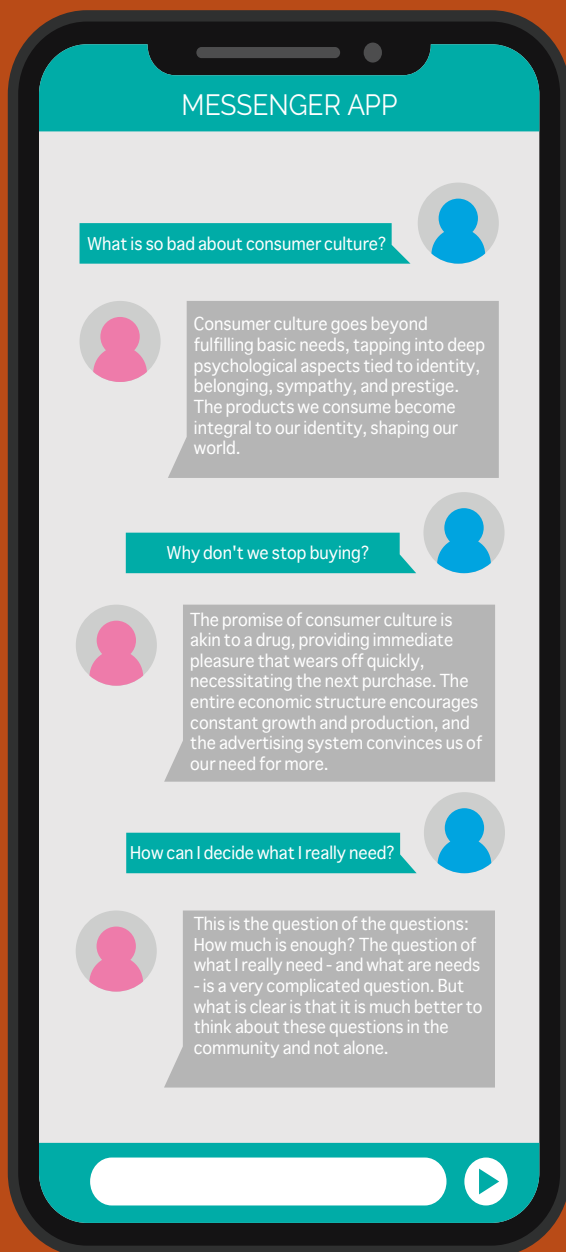 MESSENGER APP
What is so bad about consumer culture?
Consumer culture goes beyond
fulfilling basic needs, tapping into deep
psychological aspects tied to identity,
belonging, sympathy, and prestige.
The products we consume become
integral to our identity, shaping our
world.
Why don't we stop buying?
The promise of consumer culture is
akin to a drug, providing immediate
pleasure that wears off quickly,
necessitating the next purchase. The
entire economic structure encourages
constant growth and production, and
the advertising system convinces us of
our need for more.
How can I decide what I really need?
This is the question of the questions:
How much is enough? The question of
what I really need - and what are needs
- is a very complicated question. But
what is clear is that it is much better to
think about these questions in the
community and not alone.